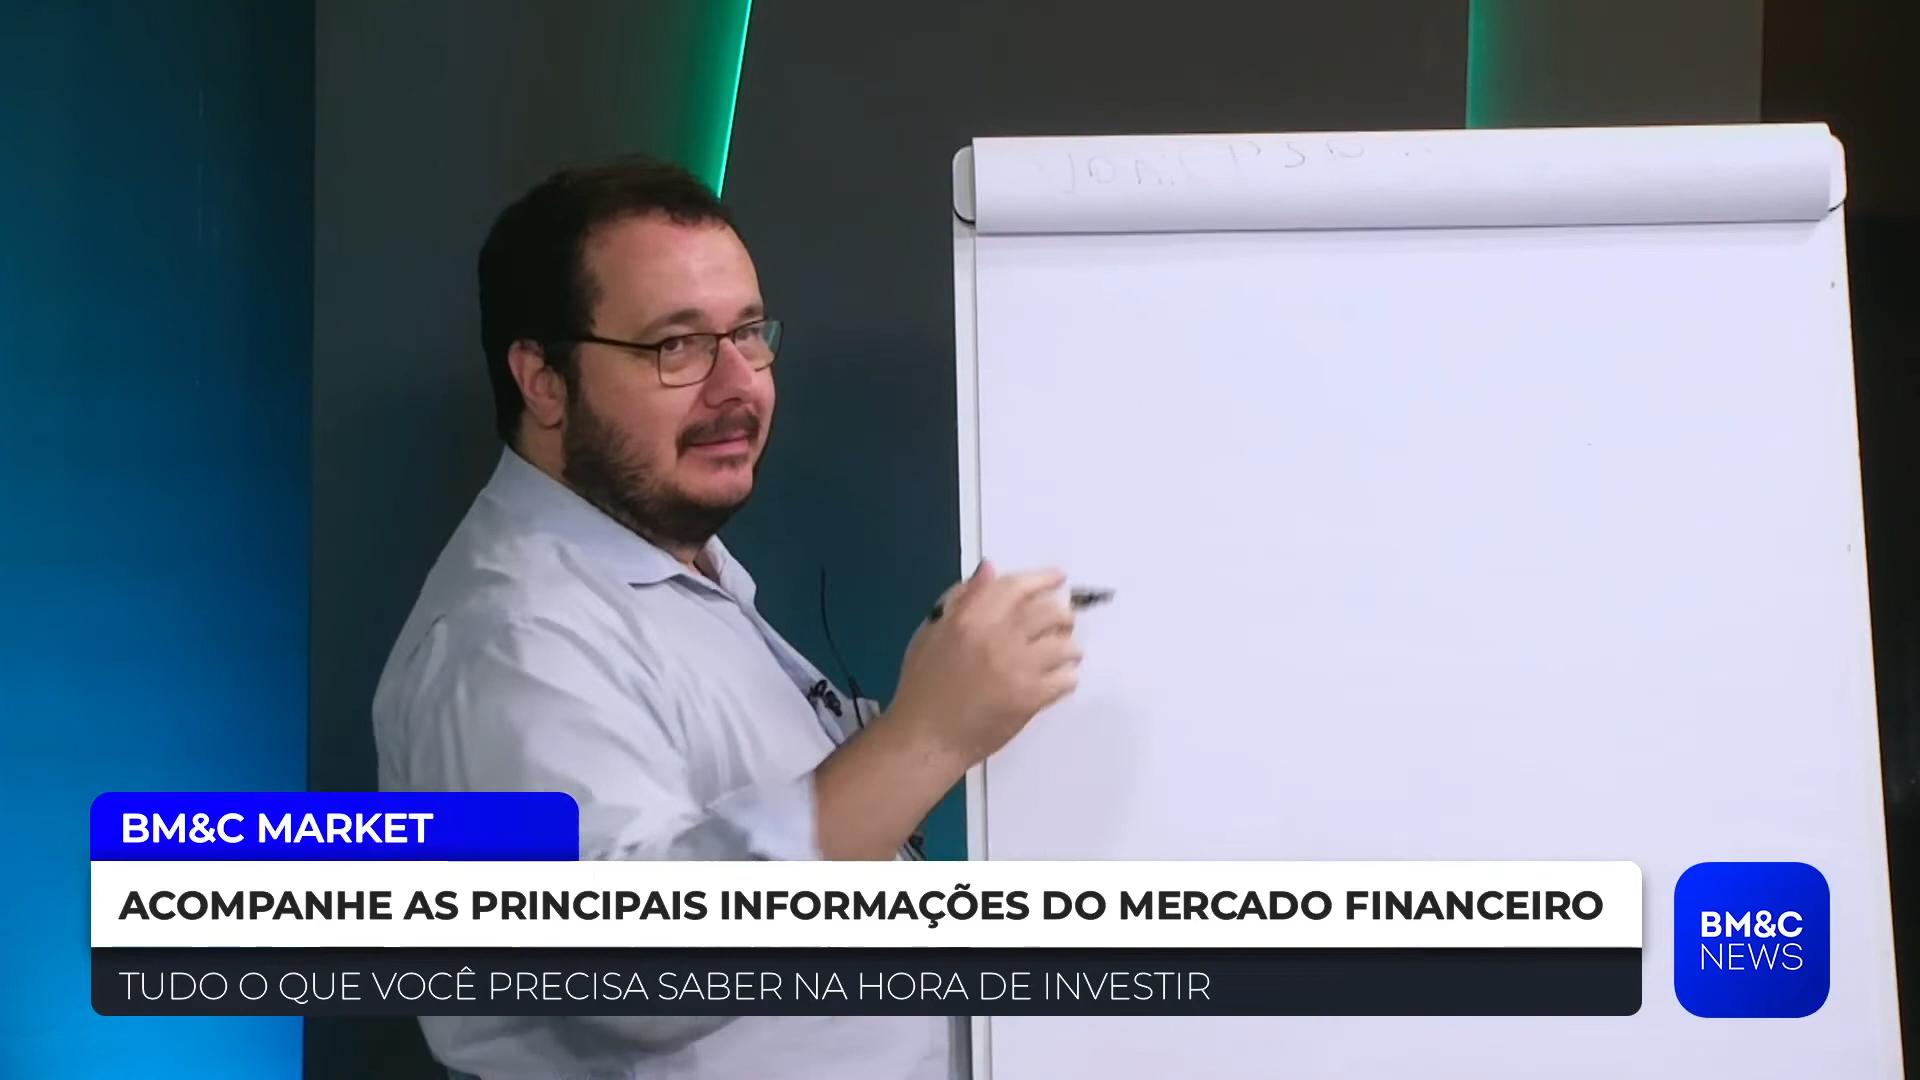 BM&C MARKET
ACOMPANHE AS PRINCIPAIS INFORMAÇÕES DO MERCADO FINANCEIRO
TUDO O QUE VOCÊ PRECISA SABER NA HORA DE INVESTIR
BM&C
NEWS